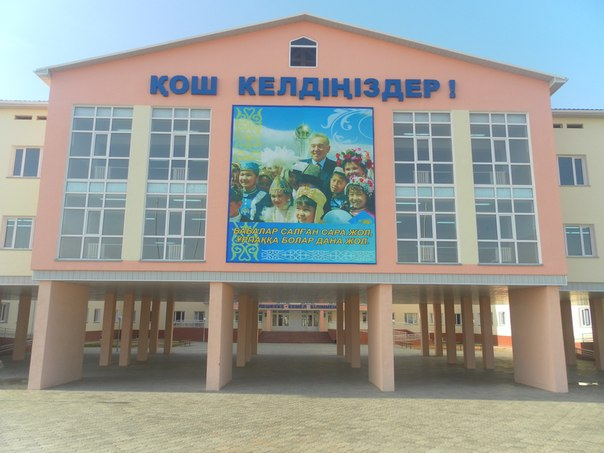 ҚОШ КЕЛДІҢІЗДЕР !
БАБАЛАР САЛҒАН САРА ЖОЛ,
ҰРПАҚҚА БОЛАР ДАНА ЖОЛ.